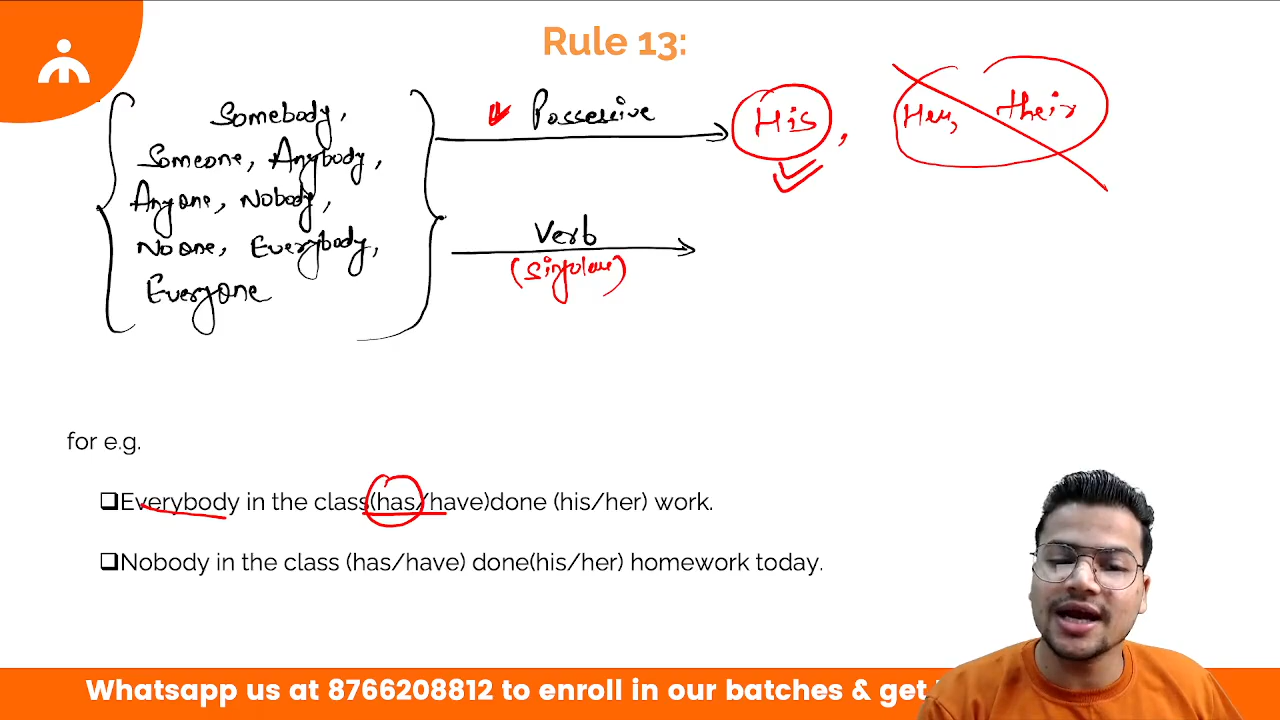 Rule 13:
Somebody,
Someone, Anybody,
Anyone, Nobody,
No one, Everybody,
Everyone
Possessive
His,
Her, their
Verb
(Singular)
for e.g.
❑Everybody in the class(has/have)done (his/her) work.
❑Nobody in the class (has/have) done(his/her) homework today.
Whatsapp us at 8766208812 to enroll in our batches & get